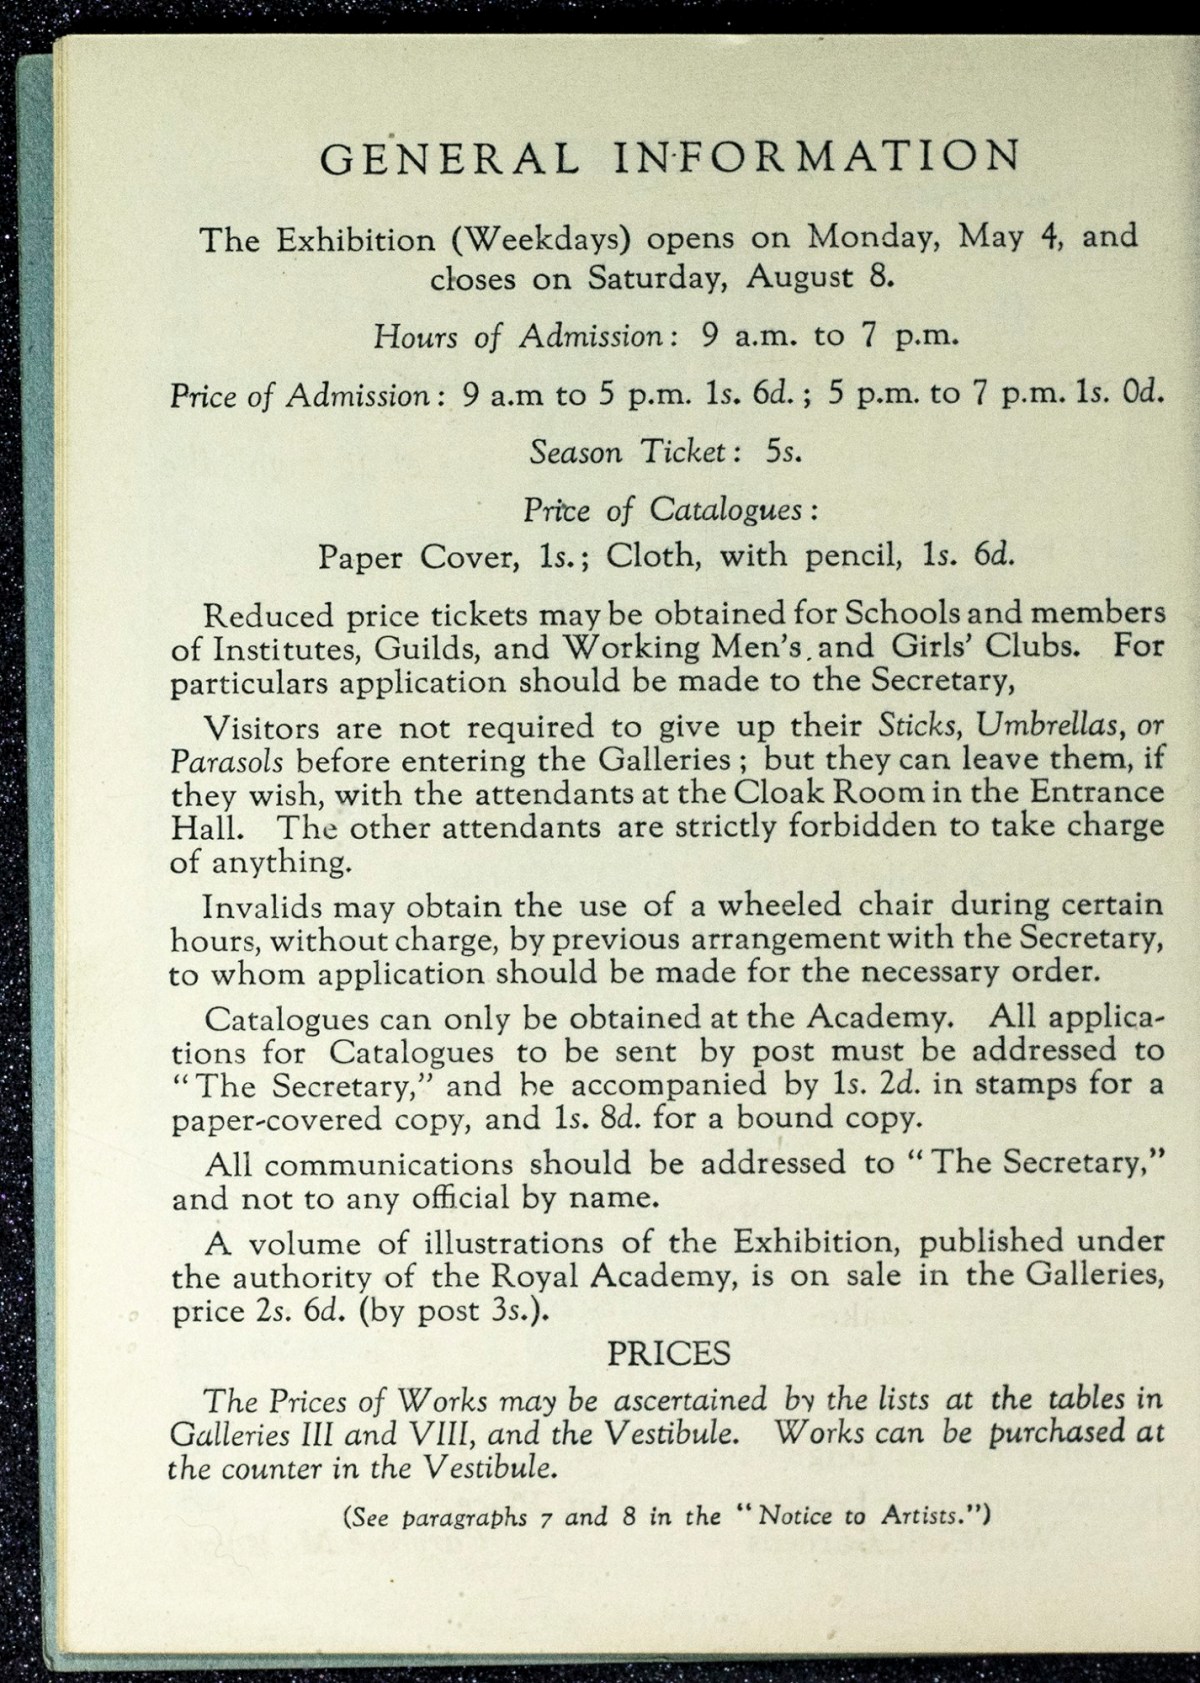 GENERAL INFORMATION
The Exhibition (Weekdays) opens on Monday, May 4, and
closes on Saturday, August 8.
Hours of Admission: 9 a.m. to 7 p.m.
Price of Admission: 9 a.m to 5 p.m. 1s. 6d.; 5 p.m. to 7 p.m. 1s. 0d.
Season Ticket: 5s.
Price of Catalogues:
Paper Cover, 1s.; Cloth, with pencil, 1s. 6d.
Reduced price tickets may be obtained for Schools and members
of Institutes, Guilds, and Working Men's and Girls' Clubs. For
particulars application should be made to the Secretary,
Visitors are not required to give up their Sticks, Umbrellas, or
Parasols before entering the Galleries; but they can leave them, if
they wish, with the attendants at the Cloak Room in the Entrance
Hall. The other attendants are strictly forbidden to take charge
of anything.
Invalids may obtain the use of a wheeled chair during certain
hours, without charge, by previous arrangement with the Secretary,
to whom application should be made for the necessary order.
Catalogues can only be obtained at the Academy. All applica-
tions for Catalogues to be sent by post must be addressed to
"The Secretary," and be accompanied by 1s. 2d. in stamps for a
paper-covered copy, and 1s. 8d. for a bound copy.
All communications should be addressed to "The Secretary,"
and not to any official by name.
A volume of illustrations of the Exhibition, published under
the authority of the Royal Academy, is on sale in the Galleries,
price 2s. 6d. (by post 3s.).
PRICES
The Prices of Works may be ascertained by the lists at the tables in
Galleries III and VIII, and the Vestibule. Works can be purchased at
the counter in the Vestibule.
(See paragraphs 7 and 8 in the "Notice to Artists.")